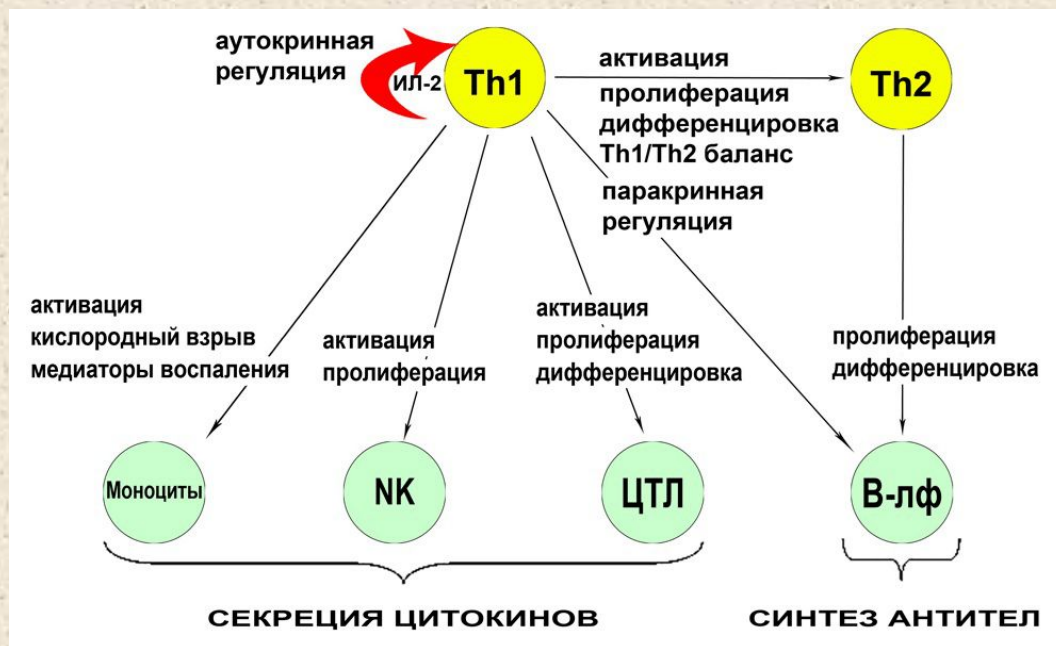 аутокринная
регуляция
ИЛ-2
Th1
активация
пролиферация
дифференцировка
Th1/Th2 баланс
Th2
паракринная
регуляция
активация
кислородный взрыв
медиаторы воспаления
активация
пролиферация
активация
пролиферация
дифференцировка
пролиферация
дифференцировка
Моноциты
NK
ЦТЛ
В-лф
СЕКРЕЦИЯ ЦИТОКИНОВ
СИНТЕЗ АНТИТЕЛ